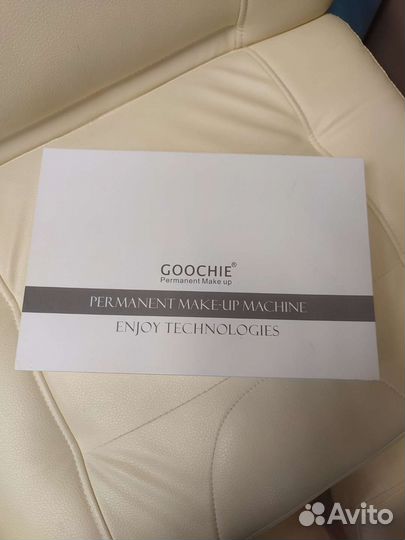 GOOCHIE®
Permanent Make up
PERMANENT MAKE-UP MACHINE
ENJOY TECHNOLOGIES
Avito